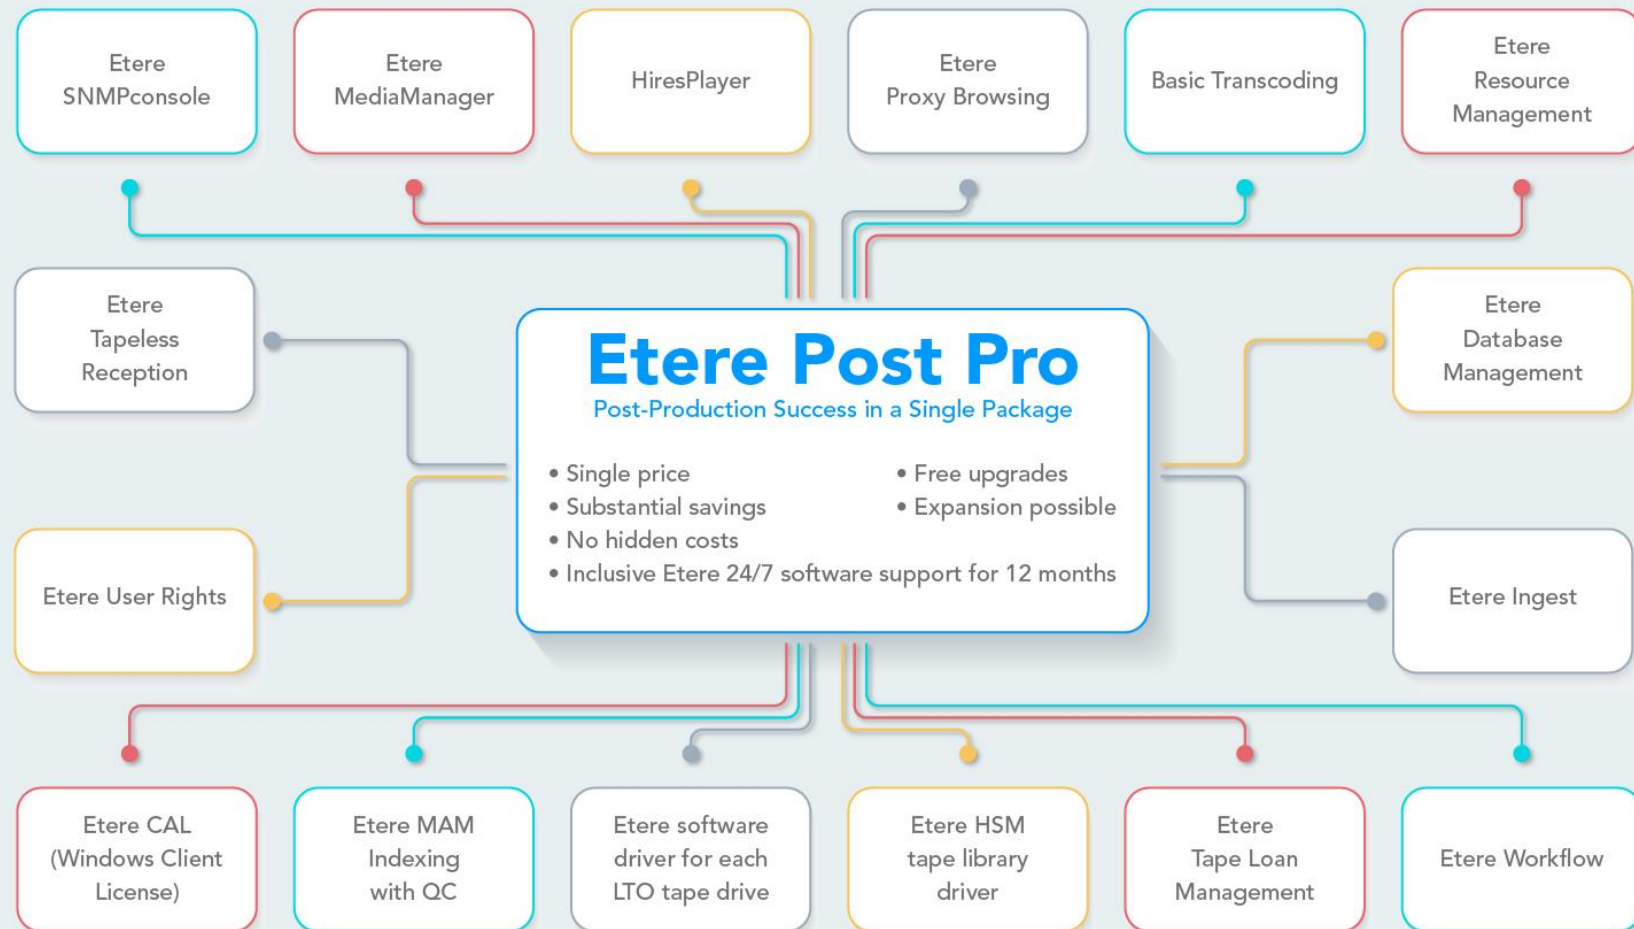 Etere
SNMPconsole
Etere
MediaManager
HiresPlayer
Etere
Proxy Browsing
Basic Transcoding
Etere
Resource
Management
Etere
Tapeless
Reception
Etere
Database
Management
Etere Post Pro
Post-Production Success in a Single Package
• Single price
• Substantial savings
• No hidden costs
• Free upgrades
• Expansion possible
• Inclusive Etere 24/7 software support for 12 months
Etere User Rights
Etere Ingest
Etere CAL
(Windows Client
License)
Etere MAM
Indexing
with QC
Etere software
driver for each
LTO tape drive
Etere HSM
tape library
driver
Etere
Tape Loan
Management
Etere Workflow